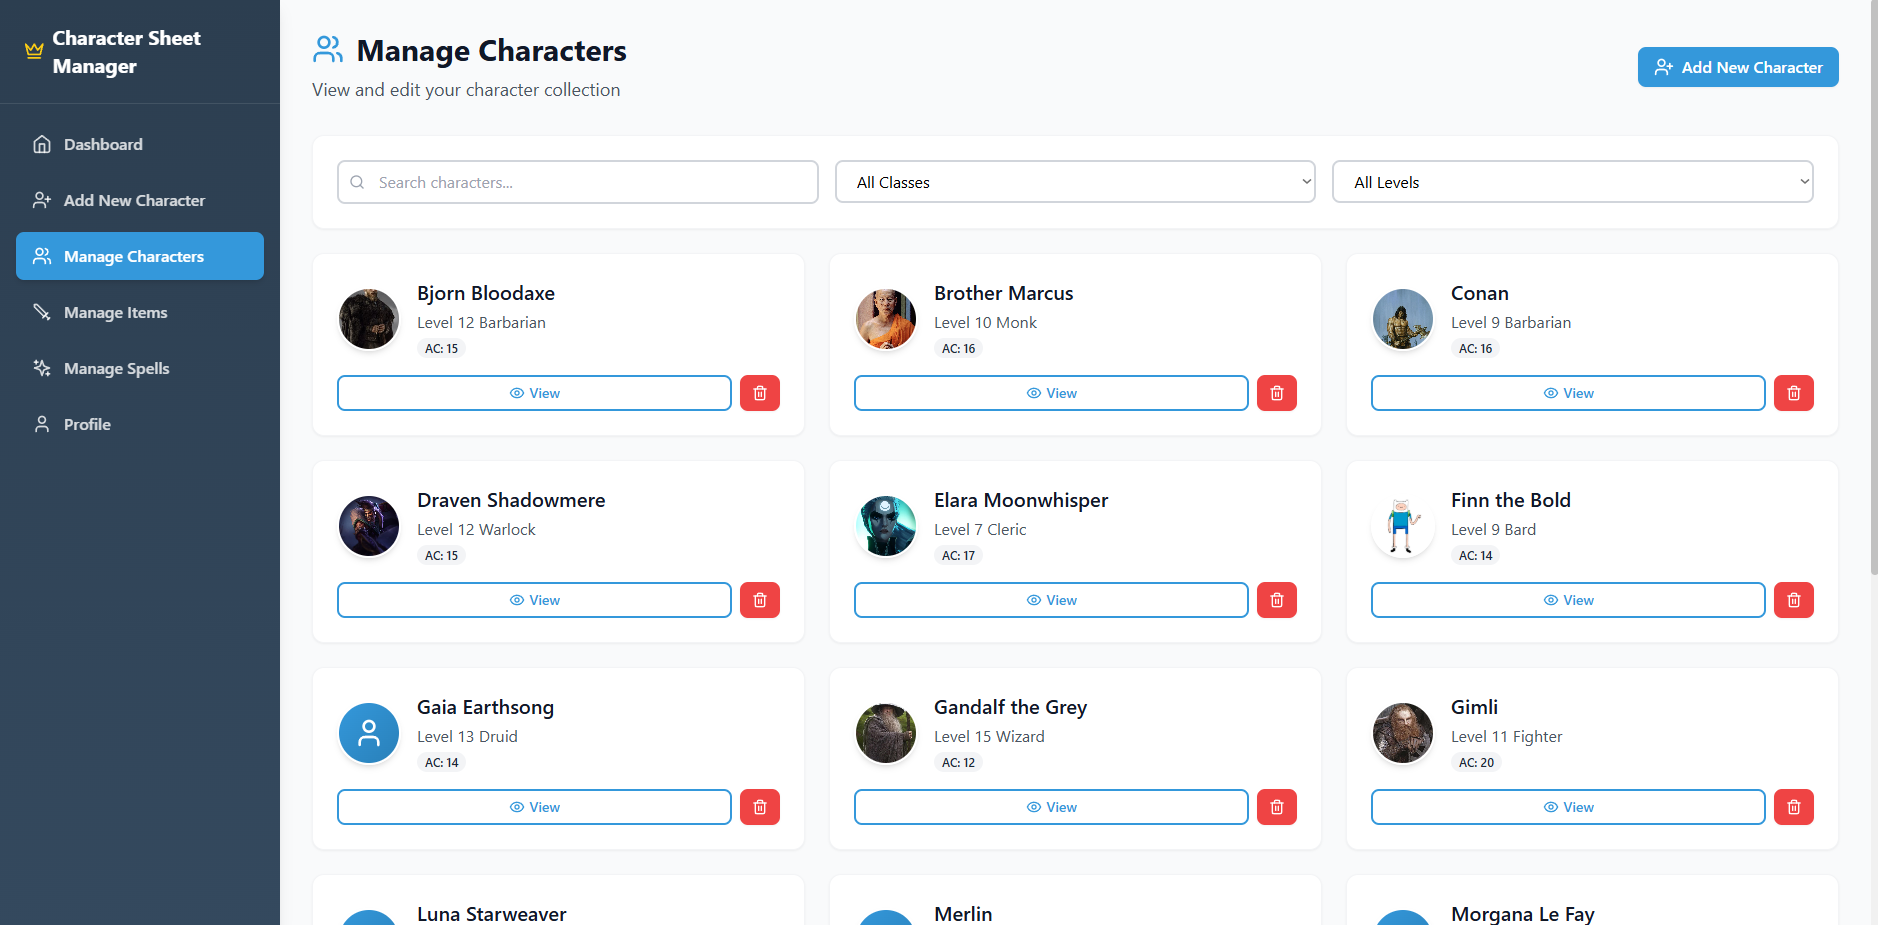 Character Sheet
Manager
Dashboard
Add New Character
Manage Characters
Manage Items
Manage Spells
Profile
Manage Characters
View and edit your character collection
Add New Character
Search characters...
All Classes
All Levels
Bjorn Bloodaxe
Level 12 Barbarian
AC: 15
View
Brother Marcus
Level 10 Monk
AC: 16
View
Conan
Level 9 Barbarian
AC: 16
View
Draven Shadowmere
Level 12 Warlock
AC: 15
View
Elara Moonwhisper
Level 7 Cleric
AC: 17
View
Finn the Bold
Level 9 Bard
AC: 14
View
Gaia Earthsong
Level 13 Druid
AC: 14
View
Gandalf the Grey
Level 15 Wizard
AC: 12
View
Gimli
Level 11 Fighter
AC: 20
View
Luna Starweaver
Merlin
Morgana Le Fay